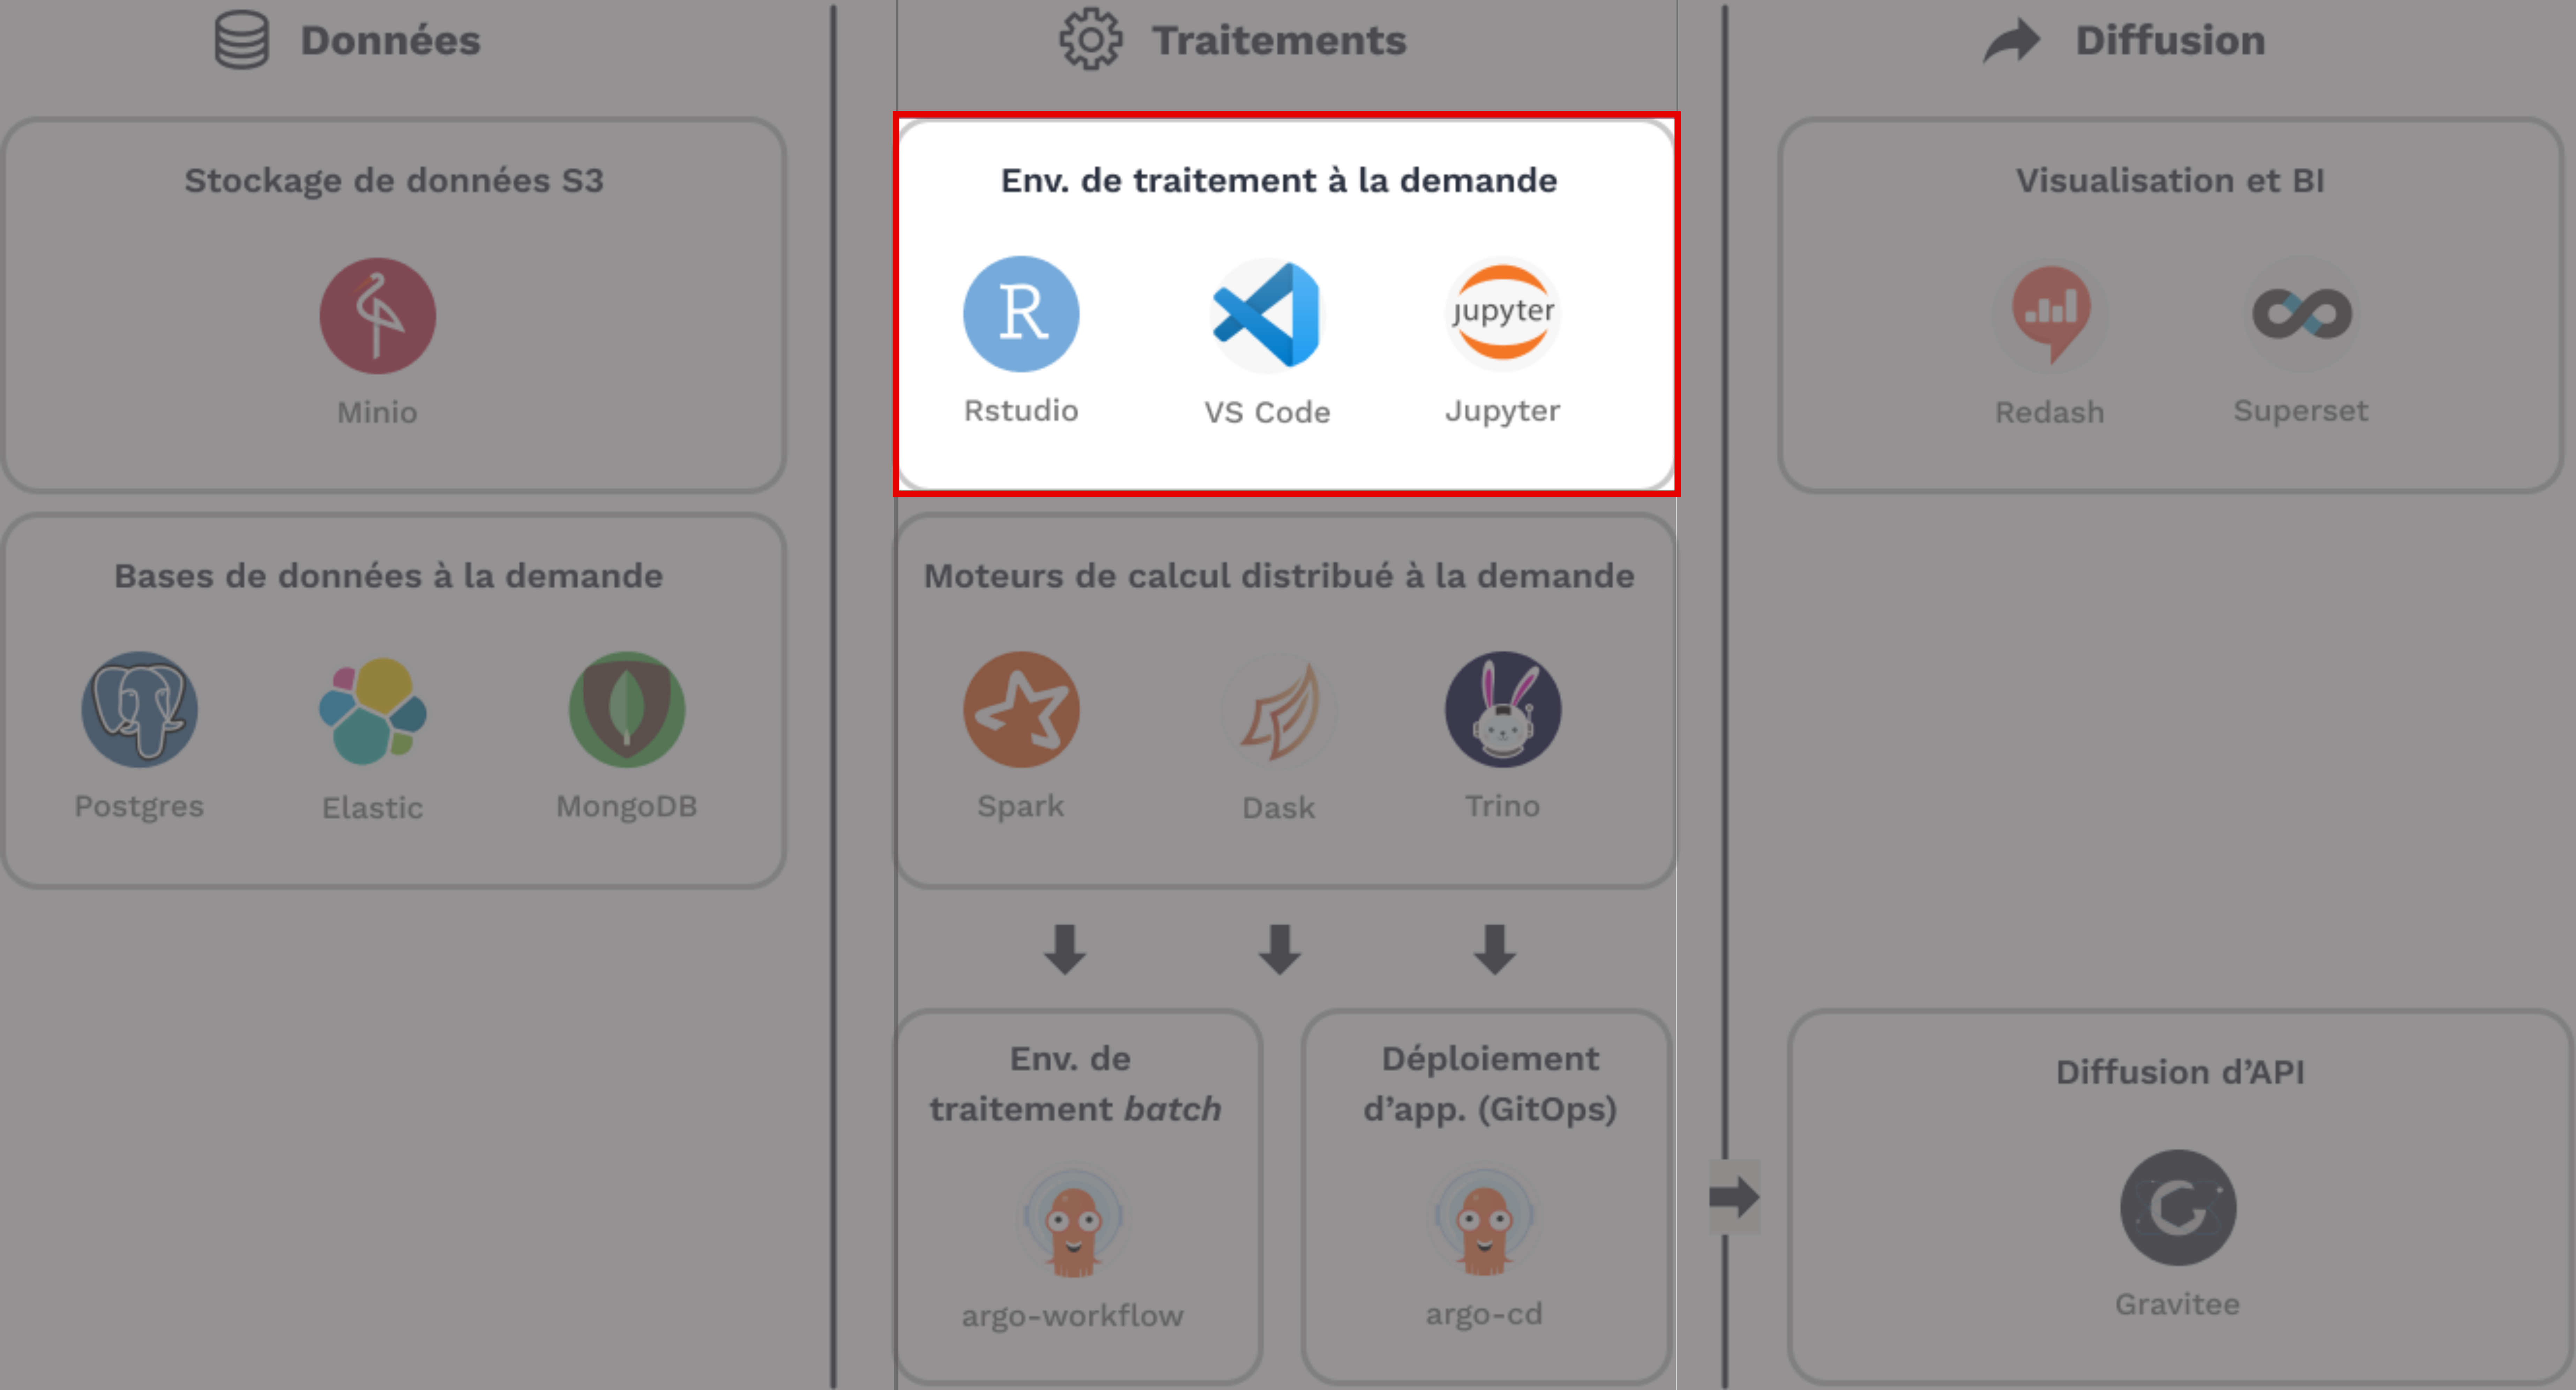 Données
Stockage de données S3
Minio
Bases de données à la demande
Postgres
Elastic
MongoDB
Traitements
Env. de traitement à la demande
R
jupyter
Rstudio
VS Code
Jupyter
Moteurs de calcul distribué à la demande
Spark
Dask
Trino
Env. de
traitement batch
argo-workflow
Déploiement
d’app. (GitOps)
argo-cd
Diffusion
Visualisation et BI
Redash
Superset
Diffusion d’API
Gravitee